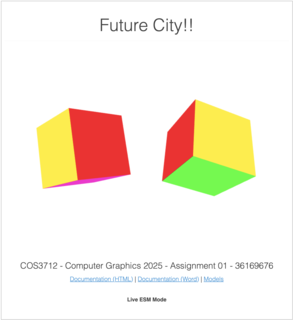 Future City!!
COS3712 - Computer Graphics 2025 - Assignment 01 - 36169676
Documentation (HTML) | Documentation (Word) | Models
Live ESM Mode